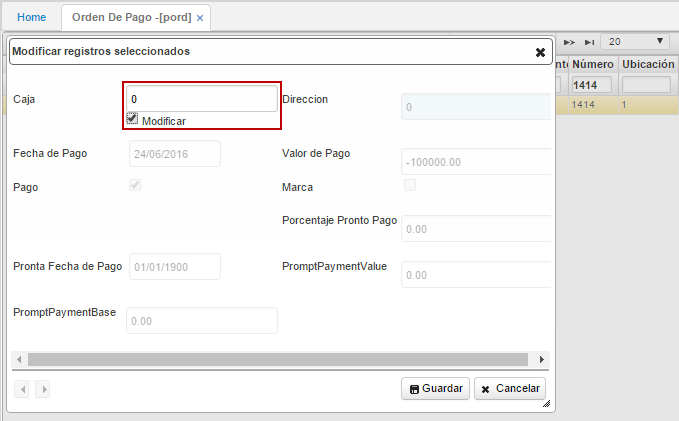 Home
Orden De Pago -[pord]
20
Modificar registros seleccionados
Número
Ubicación
1414
1414
1
Caja
0
Modificar
Direccion
0
Fecha de Pago
24/06/2016
Valor de Pago
-100000.00
Pago
Marca
Porcentaje Pronto Pago
0.00
Pronta Fecha de Pago
01/01/1900
PromptPaymentValue
0.00
PromptPaymentBase
0.00
Guardar
Cancelar